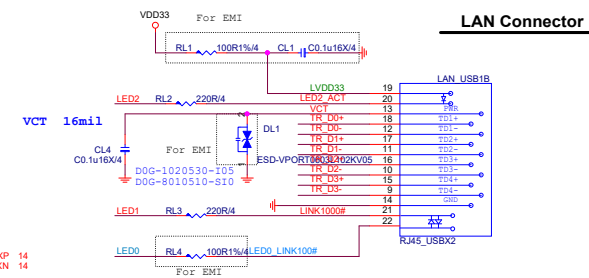 LAN Connector
VDD33
For EMI
RL1 100R1%/4 CL1 C0.1u16X/4
LAN_USB1B
LVDD33 19
LED2 RL2 220R/4 LED2_ACT 20
VCT 16mil
VCT 13 PWR
TR_D0+ 18 TD1+
TR_D0- 12 TD1-
TR_D1+ 17 TD2+
TR_D1- 11 TD2-
16 TD3+
TR_D2- 10 TD3-
TR_D3+ 15 TD4+
TR_D3- 9 TD4-
14 GND
CL4
C0.1u16X/4
For EMI
2
DL1
1
D0G-1020530-I05
D0G-8010510-SI0
LED1 RL3 220R/4 LINK1000# 21
22
RJ45_USBX2
LED0 RL4 100R1%/4 LED0_LINK100#
For EMI
XP 14
XN 14